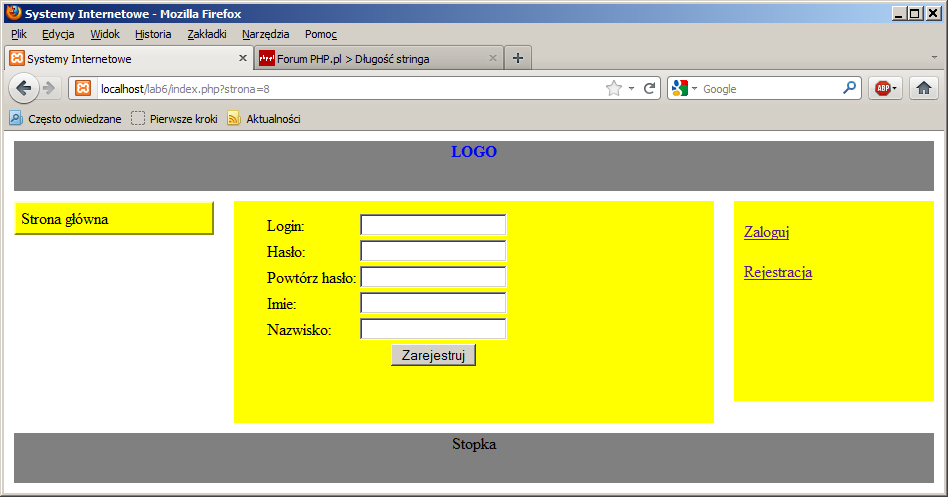 Systemy Internetowe - Mozilla Firefox
Plik Edycja Widok Historia Zakładki Narzędzia Pomoc
Systemy Internetowe Forum PHP.pl > Długość stringa
localhost/lab6/index.php?strona=8 Google ABP
Często odwiedzane Pierwsze kroki Aktualności
LOGO
Strona główna
Login:
Hasło:
Powtórz hasło:
Imie:
Nazwisko:
Zarejestruj
Zaloguj
Rejestracja
Stopka